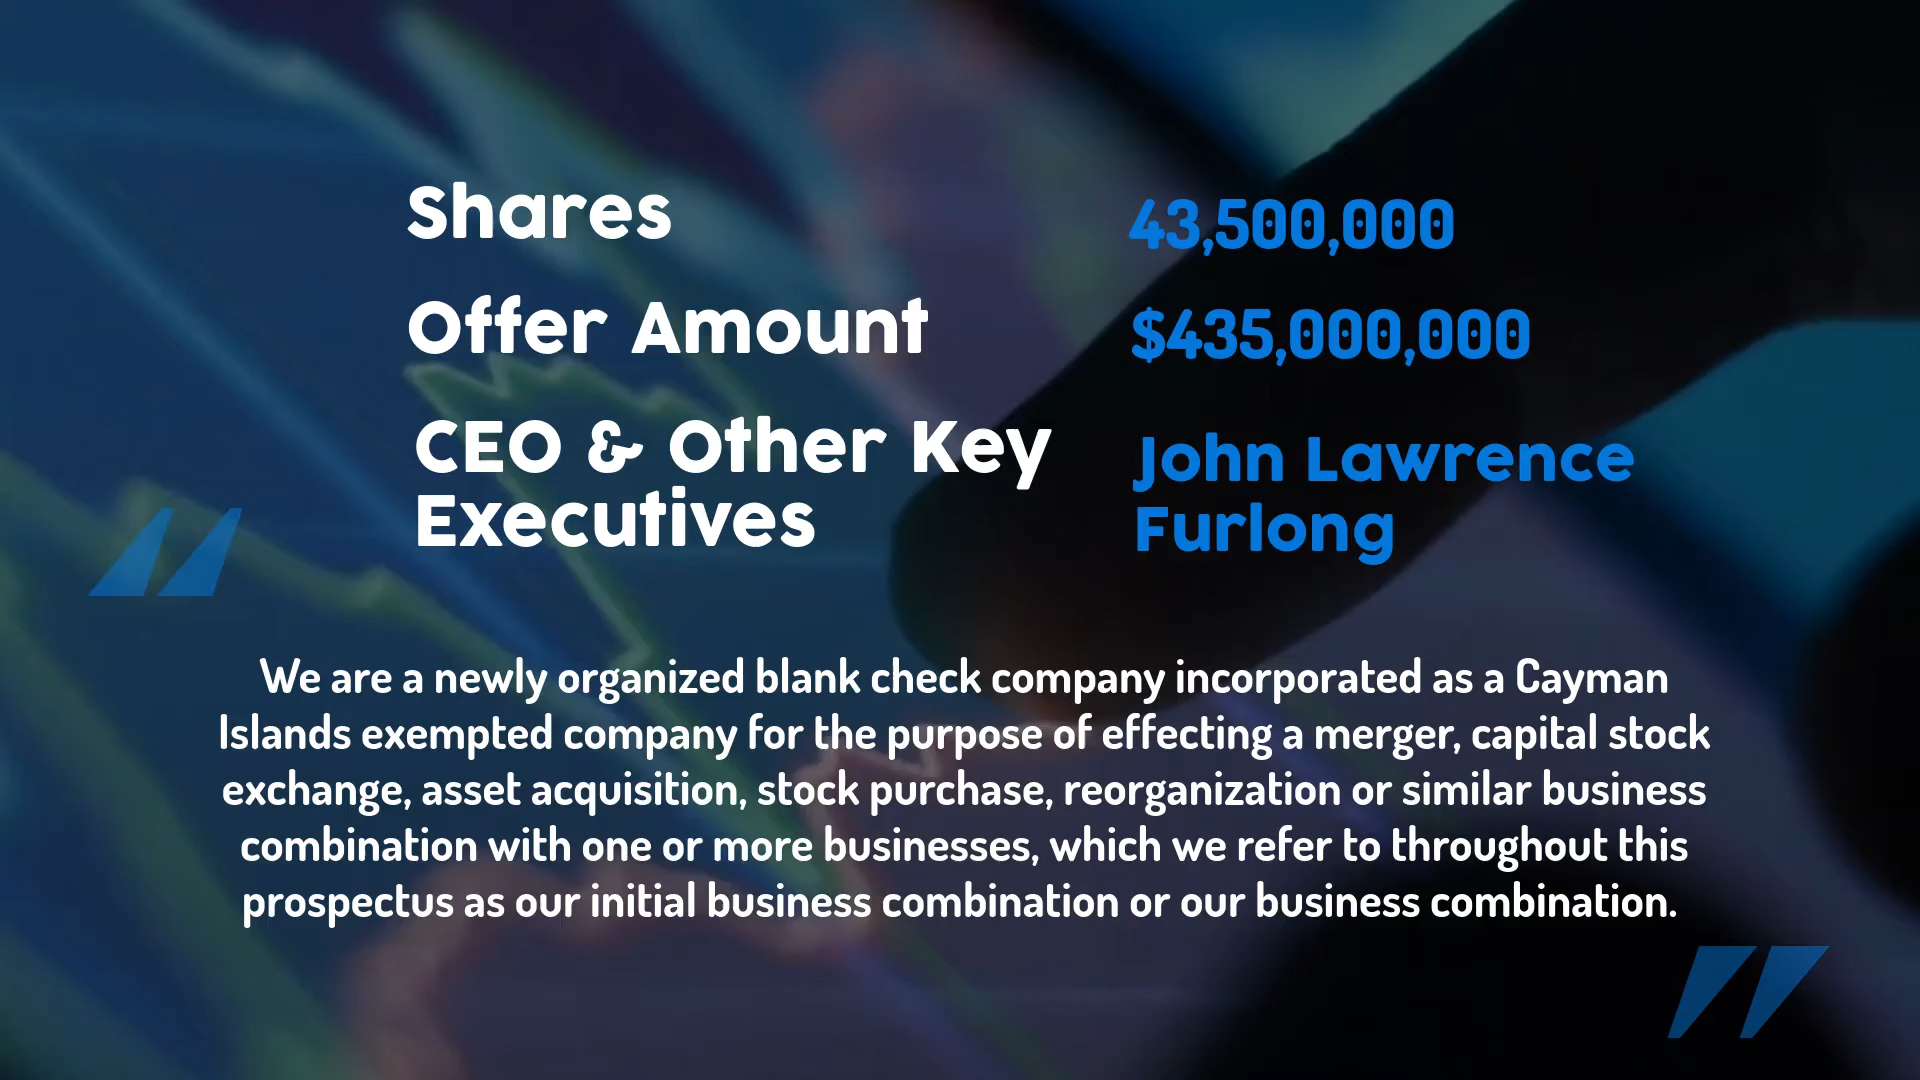 Shares 43,500,000
Offer Amount $435,000,000
CEO & Other Key
Executives
John Lawrence
Furlong
We are a newly organized blank check company incorporated as a Cayman
Islands exempted company for the purpose of effecting a merger, capital stock
exchange, asset acquisition, stock purchase, reorganization or similar business
combination with one or more businesses, which we refer to throughout this
prospectus as our initial business combination or our business combination.